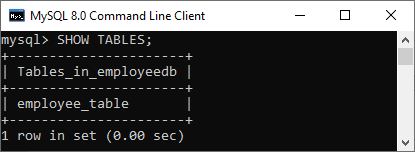 MySQL 8.0 Command Line Client
mysql> SHOW TABLES;
+----------------------+
| Tables_in_employeedb |
+----------------------+
| employee_table       |
+----------------------+
1 row in set (0.00 sec)